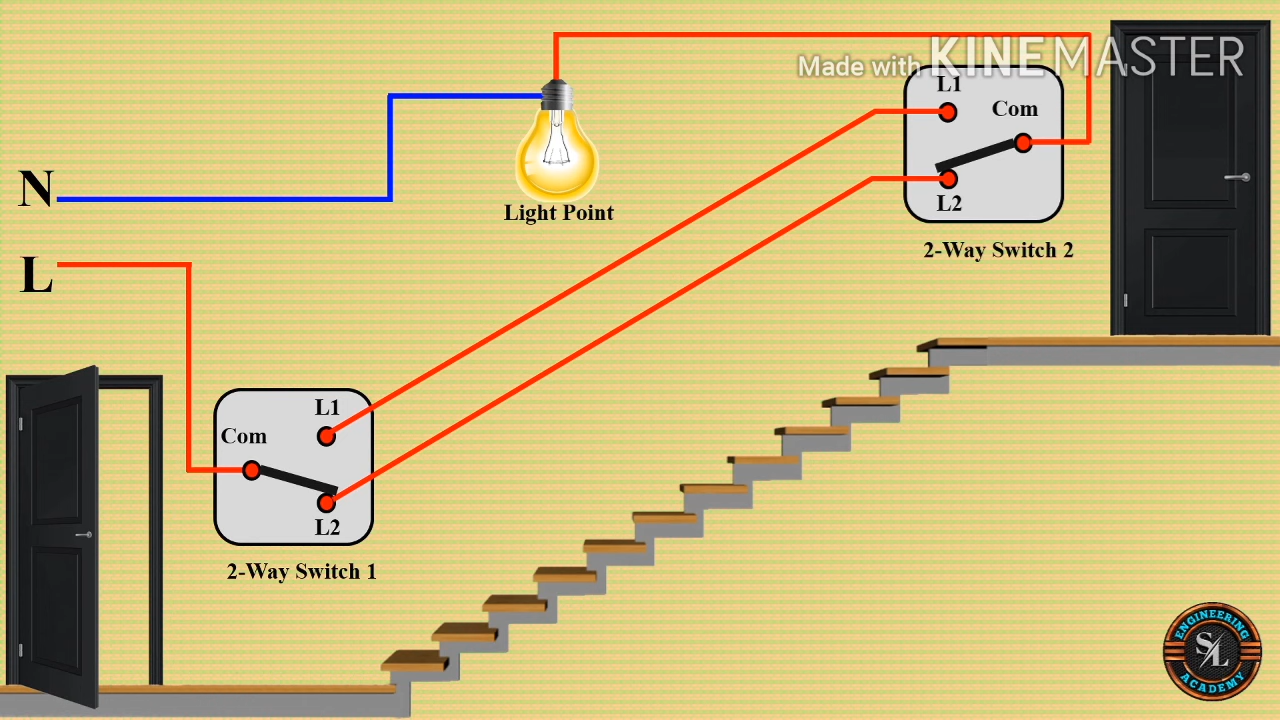 Made with KINEMASTER
L1
Com
L2
2-Way Switch 2
N
Light Point
L
L1
Com
L2
2-Way Switch 1
ENGINEERING
S/L
ACADEMY